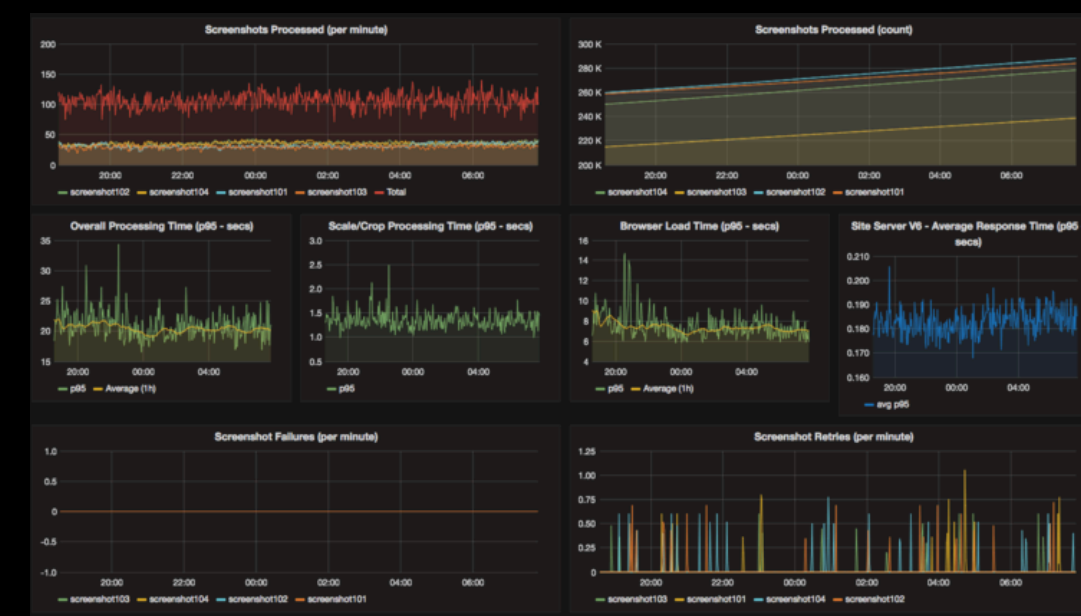 Screenshots Processed (per minute)
200
150
100
50
0
20:00 22:00 00:00 02:00 04:00 06:00
screenshot102 screenshot104 screenshot101 screenshot103 Total
Screenshots Processed (count)
300 K
280 K
260 K
240 K
220 K
200 K
20:00 22:00 00:00 02:00 04:00 06:00
screenshot104 screenshot103 screenshot102 screenshot101
Overall Processing Time (p95 - secs)
35
30
25
20
15
20:00 00:00 04:00
p95 Average (1h)
Scale/Crop Processing Time (p95 - secs)
3.0
2.5
2.0
1.5
1.0
0.5
20:00 00:00 04:00
p95
Browser Load Time (p95 - secs)
16
14
12
10
8
6
4
20:00 00:00 04:00
p95 Average (1h)
Site Server V6 - Average Response Time (p95
secs)
0.210
0.200
0.190
0.180
0.170
0.160
20:00 00:00 04:00
avg p95
Screenshot Failures (per minute)
1.0
0.5
0
-0.5
-1.0
20:00 22:00 00:00 02:00 04:00 06:00
screenshot103 screenshot104 screenshot102 screenshot101
Screenshot Retries (per minute)
1.25
1.00
0.75
0.50
0.25
0
20:00 22:00 00:00 02:00 04:00 06:00
screenshot103 screenshot101 screenshot104 screenshot102